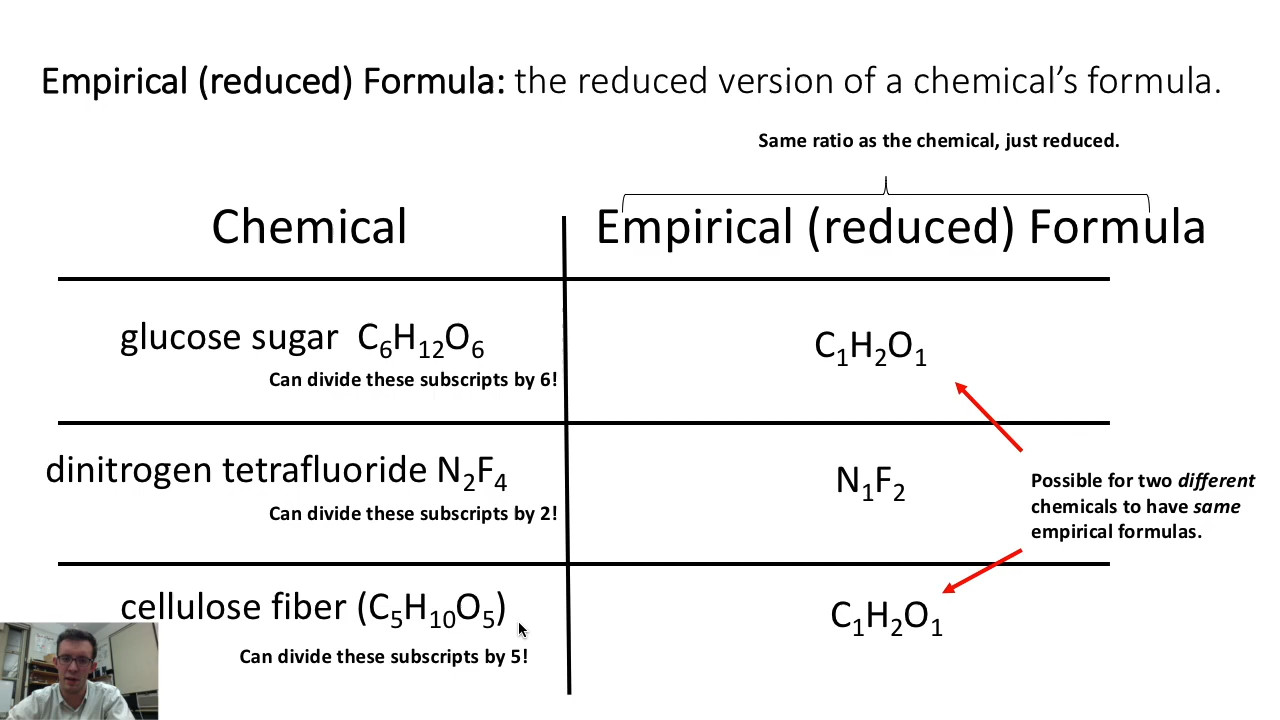 Empirical (reduced) Formula: the reduced version of a chemical’s formula.
Same ratio as the chemical, just reduced.
Chemical
Empirical (reduced) Formula
glucose sugar C₆H₁₂O₆
C₁H₂O₁
Can divide these subscripts by 6!
dinitrogen tetrafluoride N₂F₄
N₁F₂
Can divide these subscripts by 2!
Possible for two different
chemicals to have same
empirical formulas.
cellulose fiber (C₅H₁₀O₅)
C₁H₂O₁
Can divide these subscripts by 5!